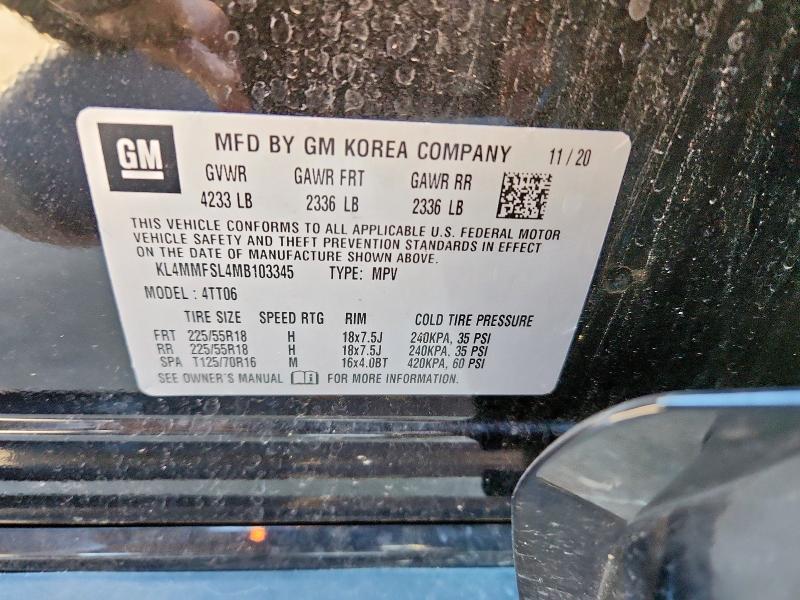 GM
MFD BY GM KOREA COMPANY 11/20
GVWR GAWR FRT GAWR RR
4233 LB 2336 LB 2336 LB
THIS VEHICLE CONFORMS TO ALL APPLICABLE U.S. FEDERAL MOTOR
VEHICLE SAFETY AND THEFT PREVENTION STANDARDS IN EFFECT
ON THE DATE OF MANUFACTURE SHOWN ABOVE.
KL4MMFSL4MB103345 TYPE: MPV
MODEL: 4TT06
TIRE SIZE SPEED RTG RIM COLD TIRE PRESSURE
FRT 225/55R18 H 18x7.5J 240KPA, 35 PSI
RR 225/55R18 H 18x7.5J 240KPA, 35 PSI
SPA T125/70R16 M 16x4.0BT 420KPA, 60 PSI
SEE OWNER'S MANUAL FOR MORE INFORMATION.